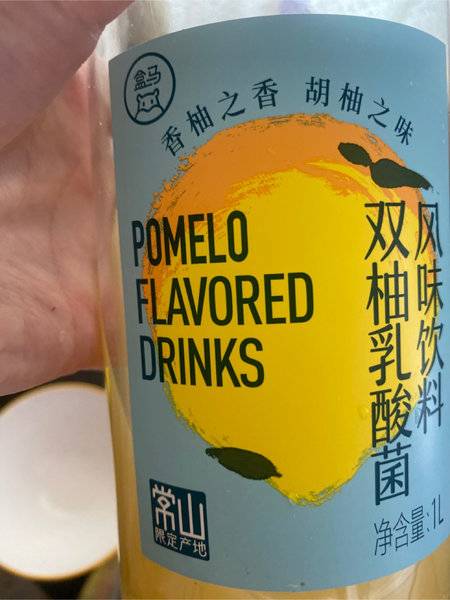 盒马
香柚之香 胡柚之味
POMELO
FLAVORED
DRINKS
双柚乳酸菌
风味饮料
常山
限定产地
净含量:1L